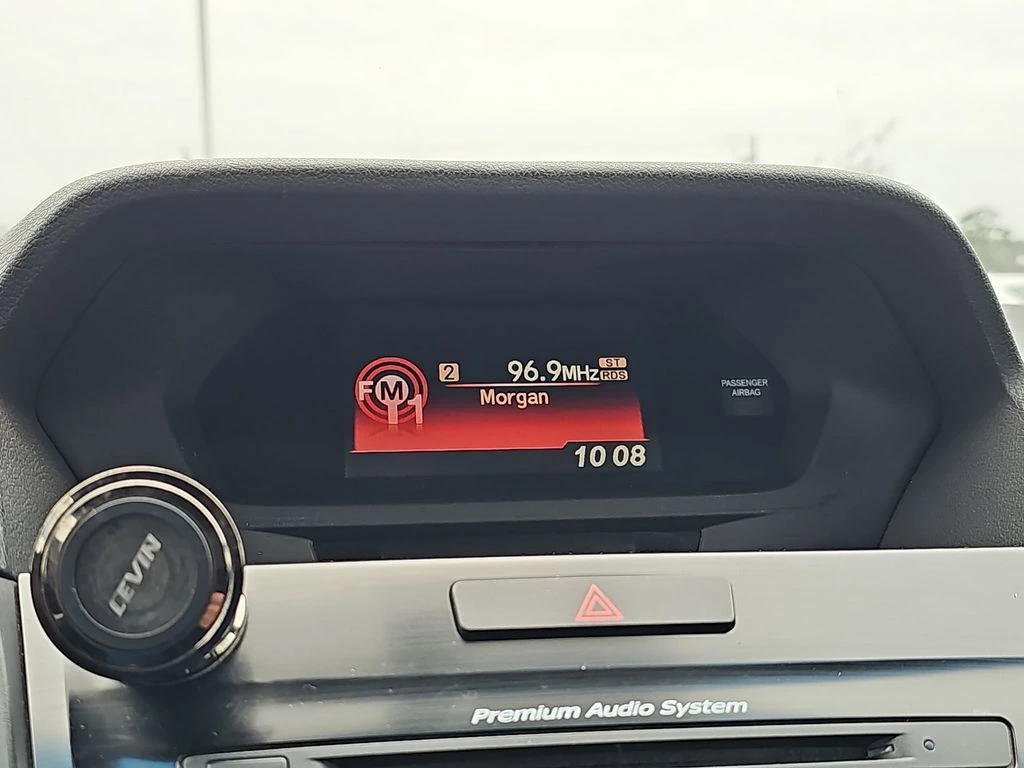 FM1
2 96.9MHz ST
RDS
Morgan
10 08
PASSENGER
AIRBAG
LEVIN
Premium Audio System